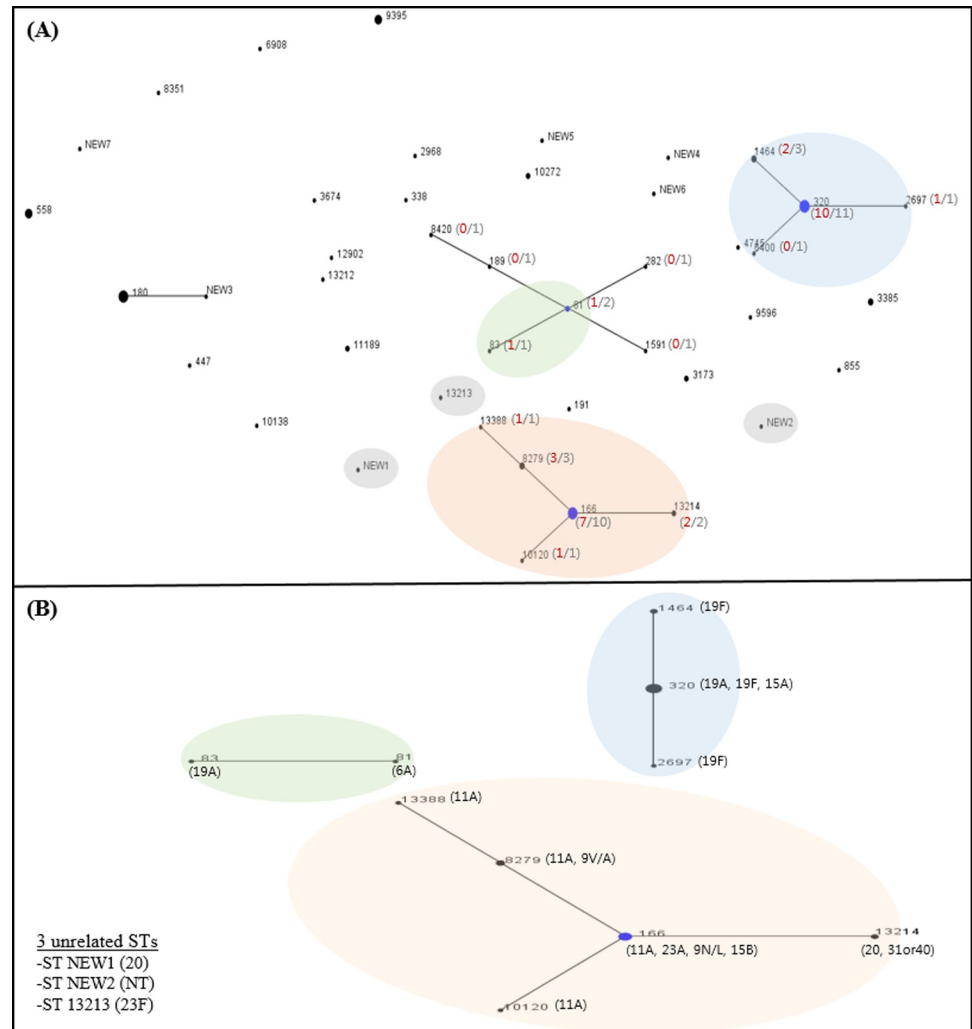 (A)
9395
6908
8351
NEW7
NEW5
2968
NEW4
1464 (2/3)
10272
NEW6
3674
338
320
(10/11)
2697 (1/1)
558
8420 (0/1)
4745
6400 (0/1)
12902
189 (0/1)
282 (0/1)
13212
180
NEW3
81 (1/2)
3385
9596
11189
83 (1/1)
1591 (0/1)
447
3173
855
13213
191
10138
13388 (1/1)
NEW2
8279 (3/3)
NEW1
166
(7/10)
13214
(2/2)
10120 (1/1)
(B)
1464 (19F)
320 (19A, 19F, 15A)
83
(19A)
81
(6A)
2697 (19F)
13388 (11A)
8279 (11A, 9V/A)
166
(11A, 23A, 9N/L, 15B)
13214
(20, 31or40)
10120 (11A)
3 unrelated STs
-ST NEW1 (20)
-ST NEW2 (NT)
-ST 13213 (23F)